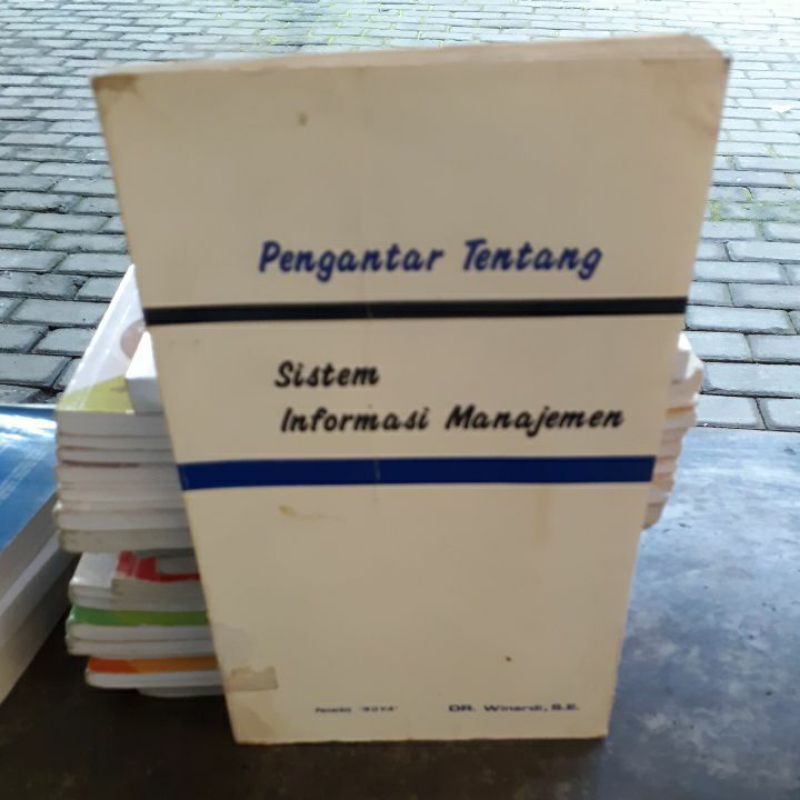 Pengantar Tentang
Sistem
Informasi Manajemen
DR. Winardi, S.E.